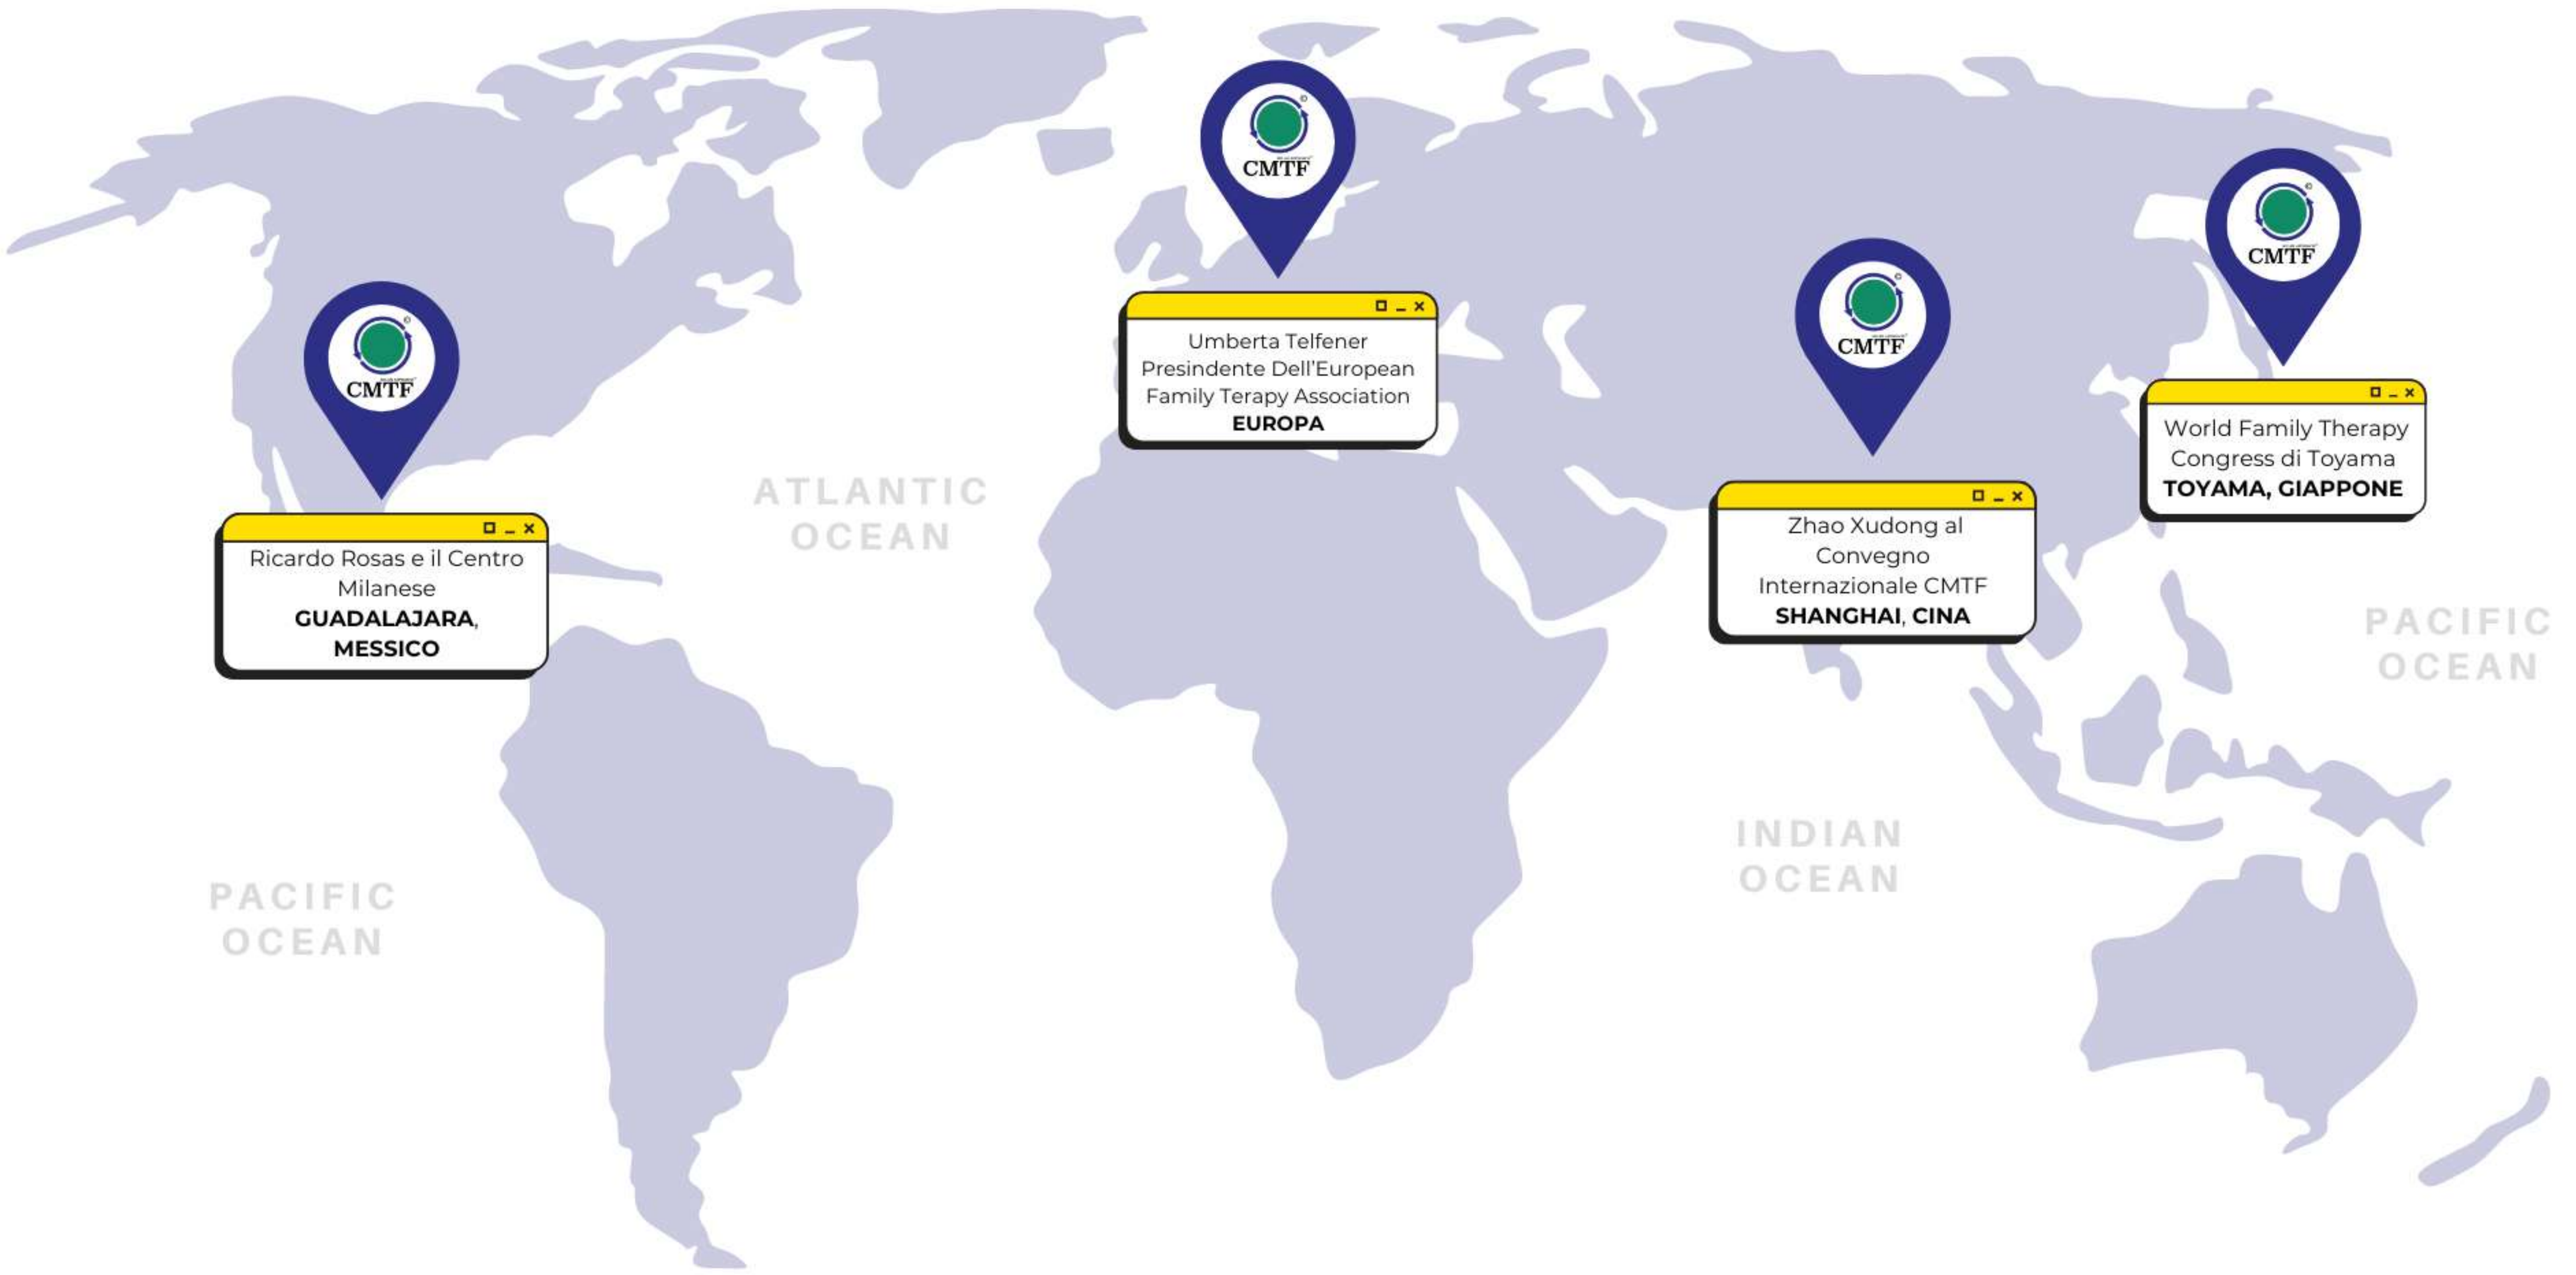 CMTF
Umberta Telfener
Presindente Dell'European
Family Terapy Association
EUROPA
CMTF
World Family Therapy
Congress di Toyama
TOYAMA, GIAPPONE
CMTF
Zhao Xudong al
Convegno
Internazionale CMTF
SHANGHAI, CINA
CMTF
Ricardo Rosas e il Centro
Milanese
GUADALAJARA,
MESSICO
ATLANTIC
OCEAN
PACIFIC
OCEAN
INDIAN
OCEAN
PACIFIC
OCEAN